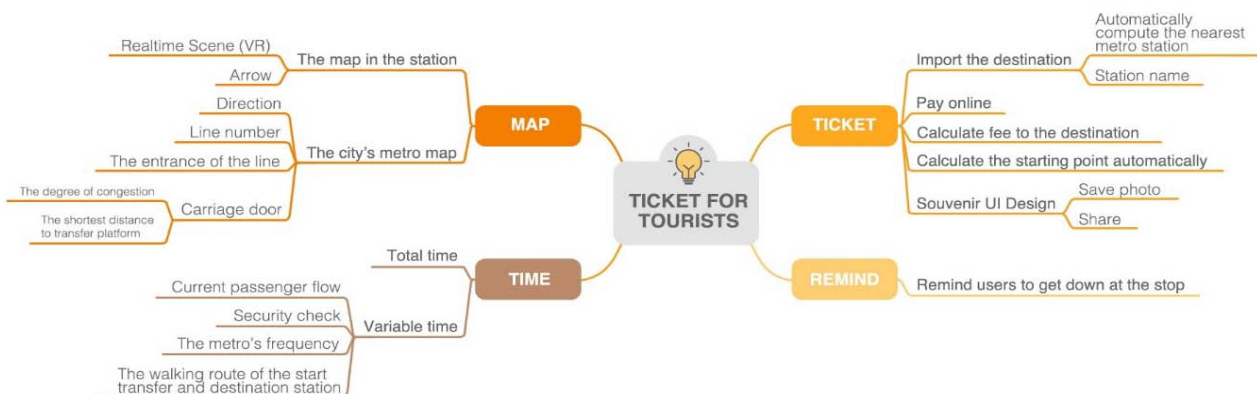 Realtime Scene (VR)
Arrow
The map in the station
Direction
Line number
The entrance of the line
The degree of congestion
The shortest distance
to transfer platform
Carriage door
The city's metro map
MAP
Total time
Current passenger flow
Security check
The metro's frequency
The walking route of the start
transfer and destination station
Variable time
TIME
TICKET FOR
TOURISTS
TICKET
Import the destination
Automatically
compute the nearest
metro station
Station name
Pay online
Calculate fee to the destination
Calculate the starting point automatically
Souvenir UI Design
Save photo
Share
REMIND
Remind users to get down at the stop